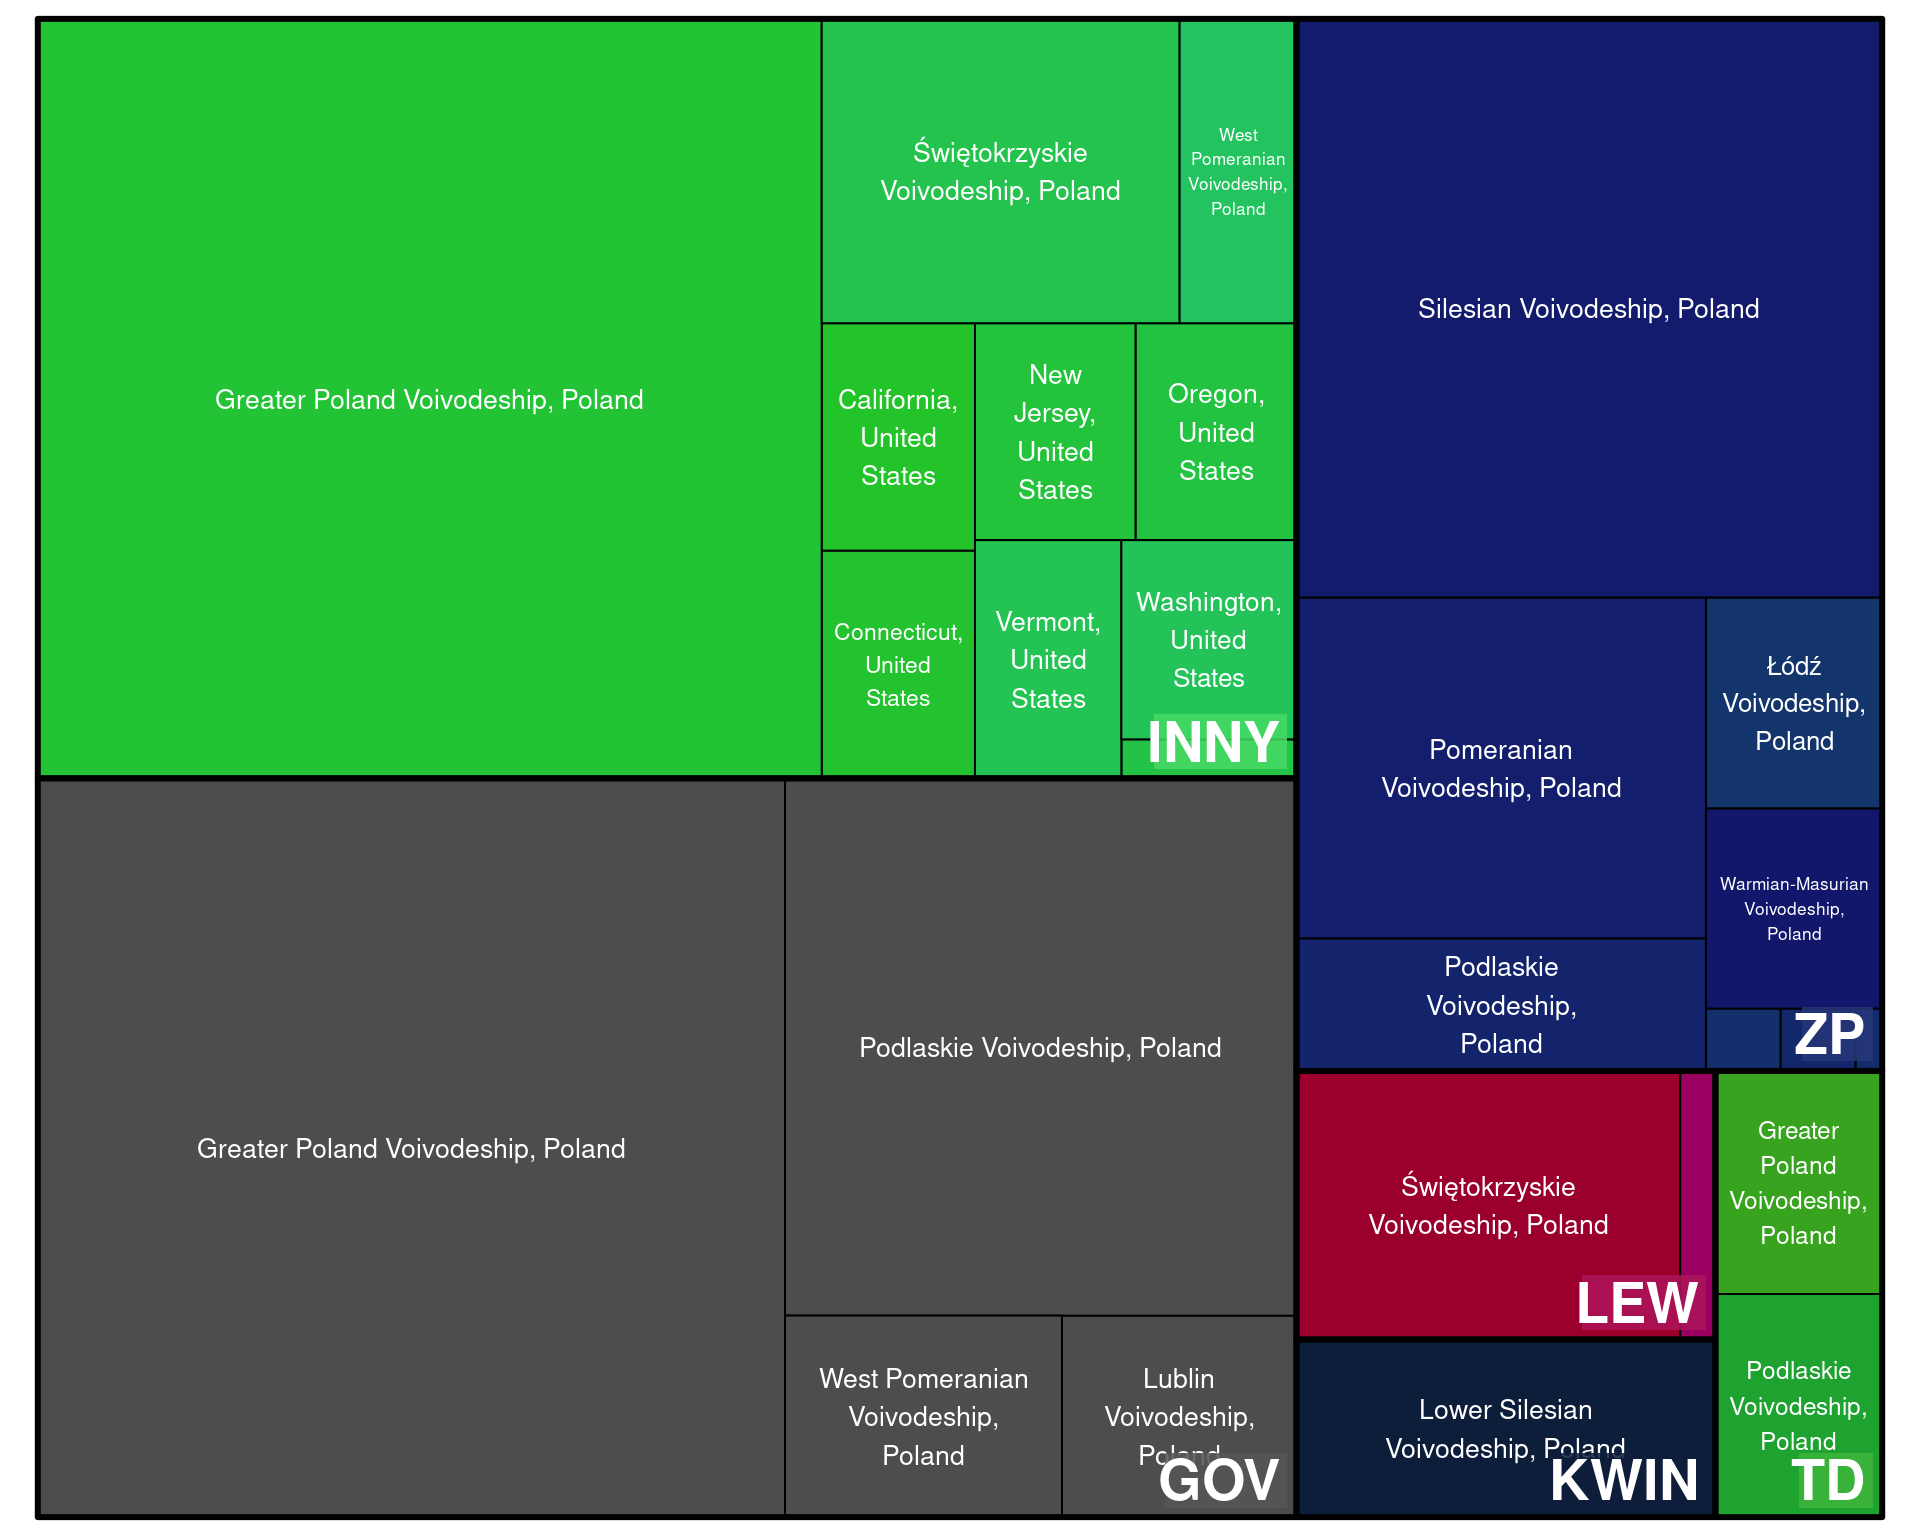 Greater Poland Voivodeship, Poland
Świętokrzyskie
Voivodeship, Poland
West
Pomeranian
Voivodeship,
Poland
California,
United
States
New
Jersey,
United
States
Oregon,
United
States
Connecticut,
United
States
Vermont,
United
States
Washington,
United
States
INNY
Greater Poland Voivodeship, Poland
Podlaskie Voivodeship, Poland
West Pomeranian
Voivodeship,
Poland
Lublin
Voivodeship,
Poland
GOV
Silesian Voivodeship, Poland
Pomeranian
Voivodeship, Poland
Łódź
Voivodeship,
Poland
Warmian-Masurian
Voivodeship,
Poland
Podlaskie
Voivodeship,
Poland
ZP
Świętokrzyskie
Voivodeship, Poland
LEW
Lower Silesian
Voivodeship, Poland
KWIN
Greater
Poland
Voivodeship,
Poland
Podlaskie
Voivodeship,
Poland
TD